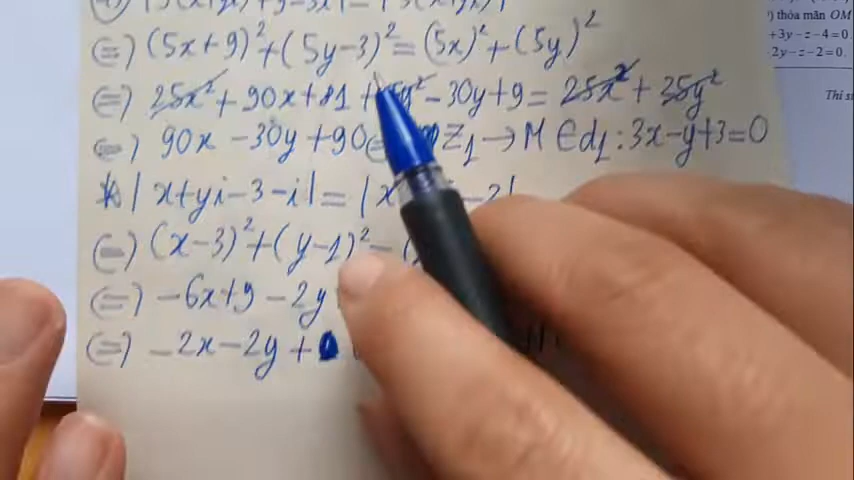 (=) (5x+9)² + (5y-3)² = (5x)² + (5y)²
(=) 25x² + 90x + 81 + 25y² - 30y + 9 = 25x² + 25y²
(=) 90x - 30y + 90 = Z₁ → M ∈ d₁ : 3x-y+3=0
* | x+yi-3-i| = |x -2|
(=) (x-3)² + (y-1)² =
(=) -6x+9 -2y
(=) -2x-2y+
) thỏa mãn OM
+3y-z-4=0.
2y-z-2=0.
Thí s